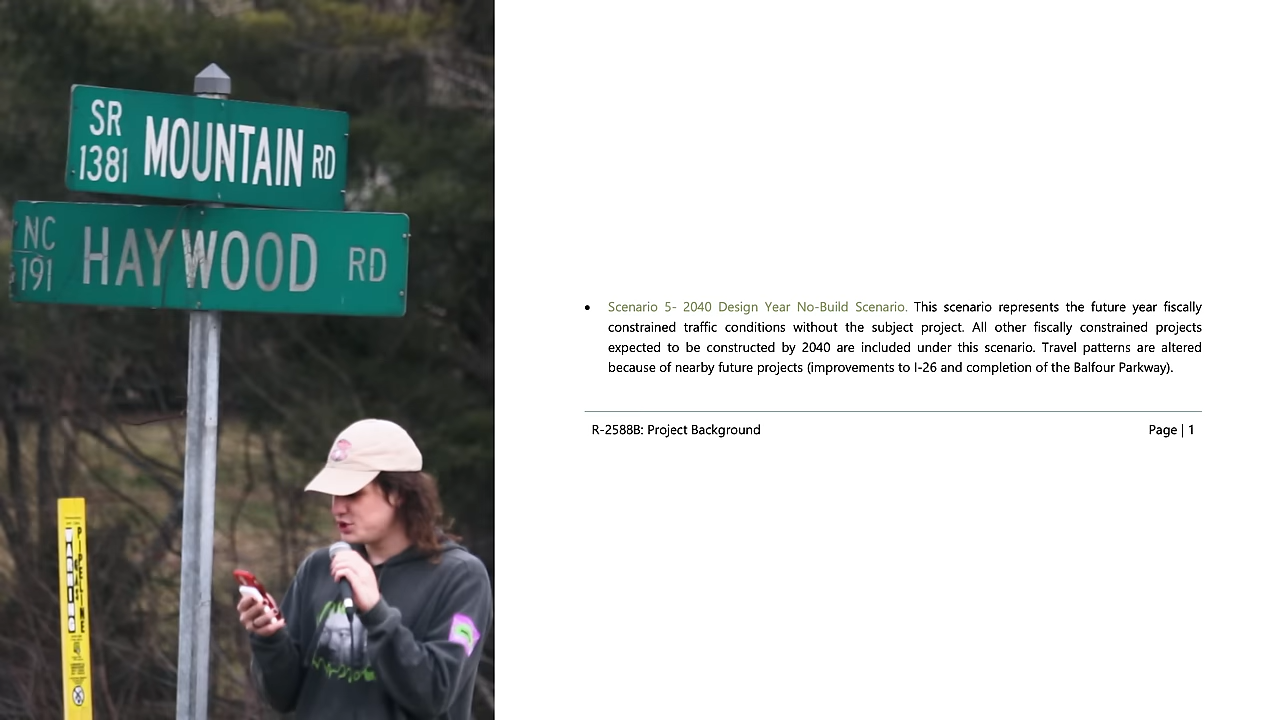 SR 1381 MOUNTAIN RD
NC 191 HAYWOOD RD
WARNING
PIPELINE
• Scenario 5- 2040 Design Year No-Build Scenario. This scenario represents the future year fiscally
constrained traffic conditions without the subject project. All other fiscally constrained projects
expected to be constructed by 2040 are included under this scenario. Travel patterns are altered
because of nearby future projects (improvements to I-26 and completion of the Balfour Parkway).
R-2588B: Project Background Page | 1